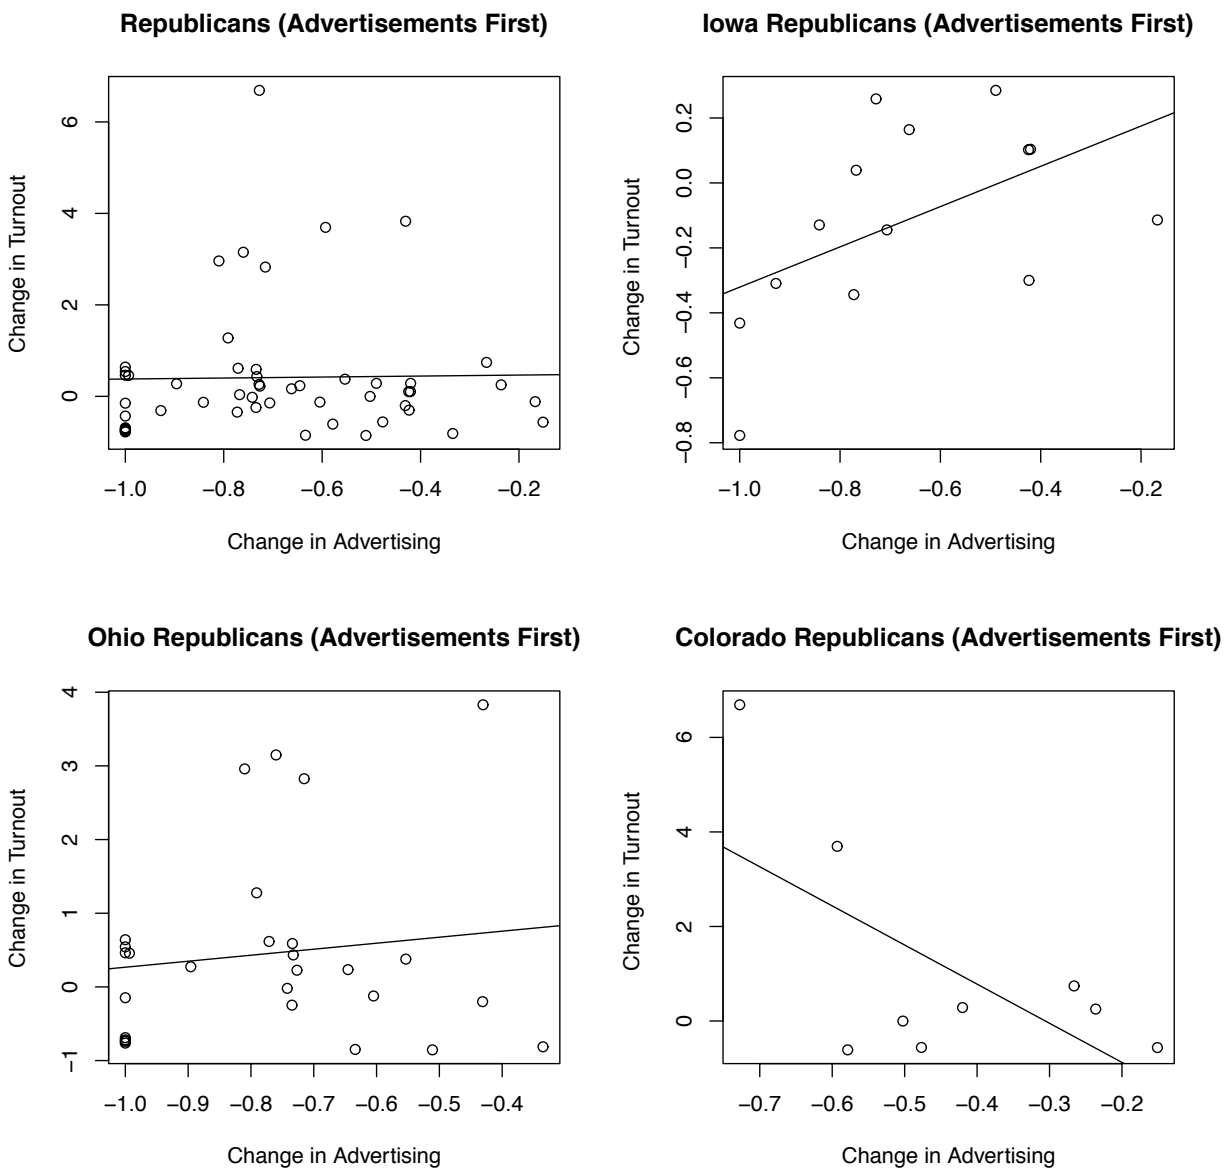 Republicans (Advertisements First)
Change in Turnout
6
4
2
0
−1.0 −0.8 −0.6 −0.4 −0.2
Change in Advertising
Iowa Republicans (Advertisements First)
Change in Turnout
0.2
0.0
−0.2
−0.4
−0.6
−0.8
−1.0 −0.8 −0.6 −0.4 −0.2
Change in Advertising
Ohio Republicans (Advertisements First)
Change in Turnout
4
3
2
1
0
−1
−1.0 −0.9 −0.8 −0.7 −0.6 −0.5 −0.4
Change in Advertising
Colorado Republicans (Advertisements First)
Change in Turnout
6
4
2
0
−0.7 −0.6 −0.5 −0.4 −0.3 −0.2
Change in Advertising